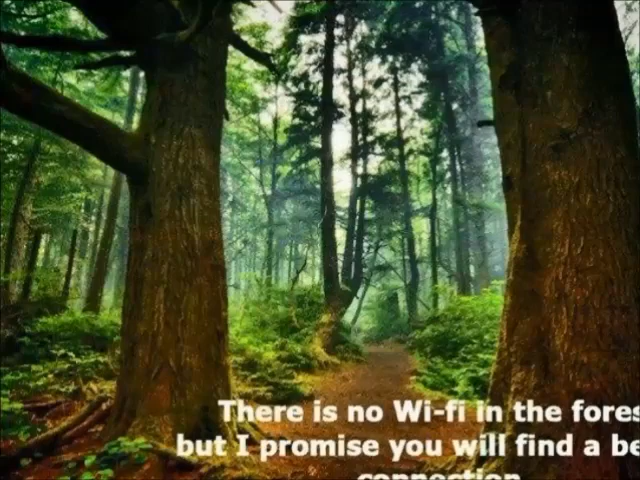 There is no Wi-fi in the fores
but I promise you will find a be
connection